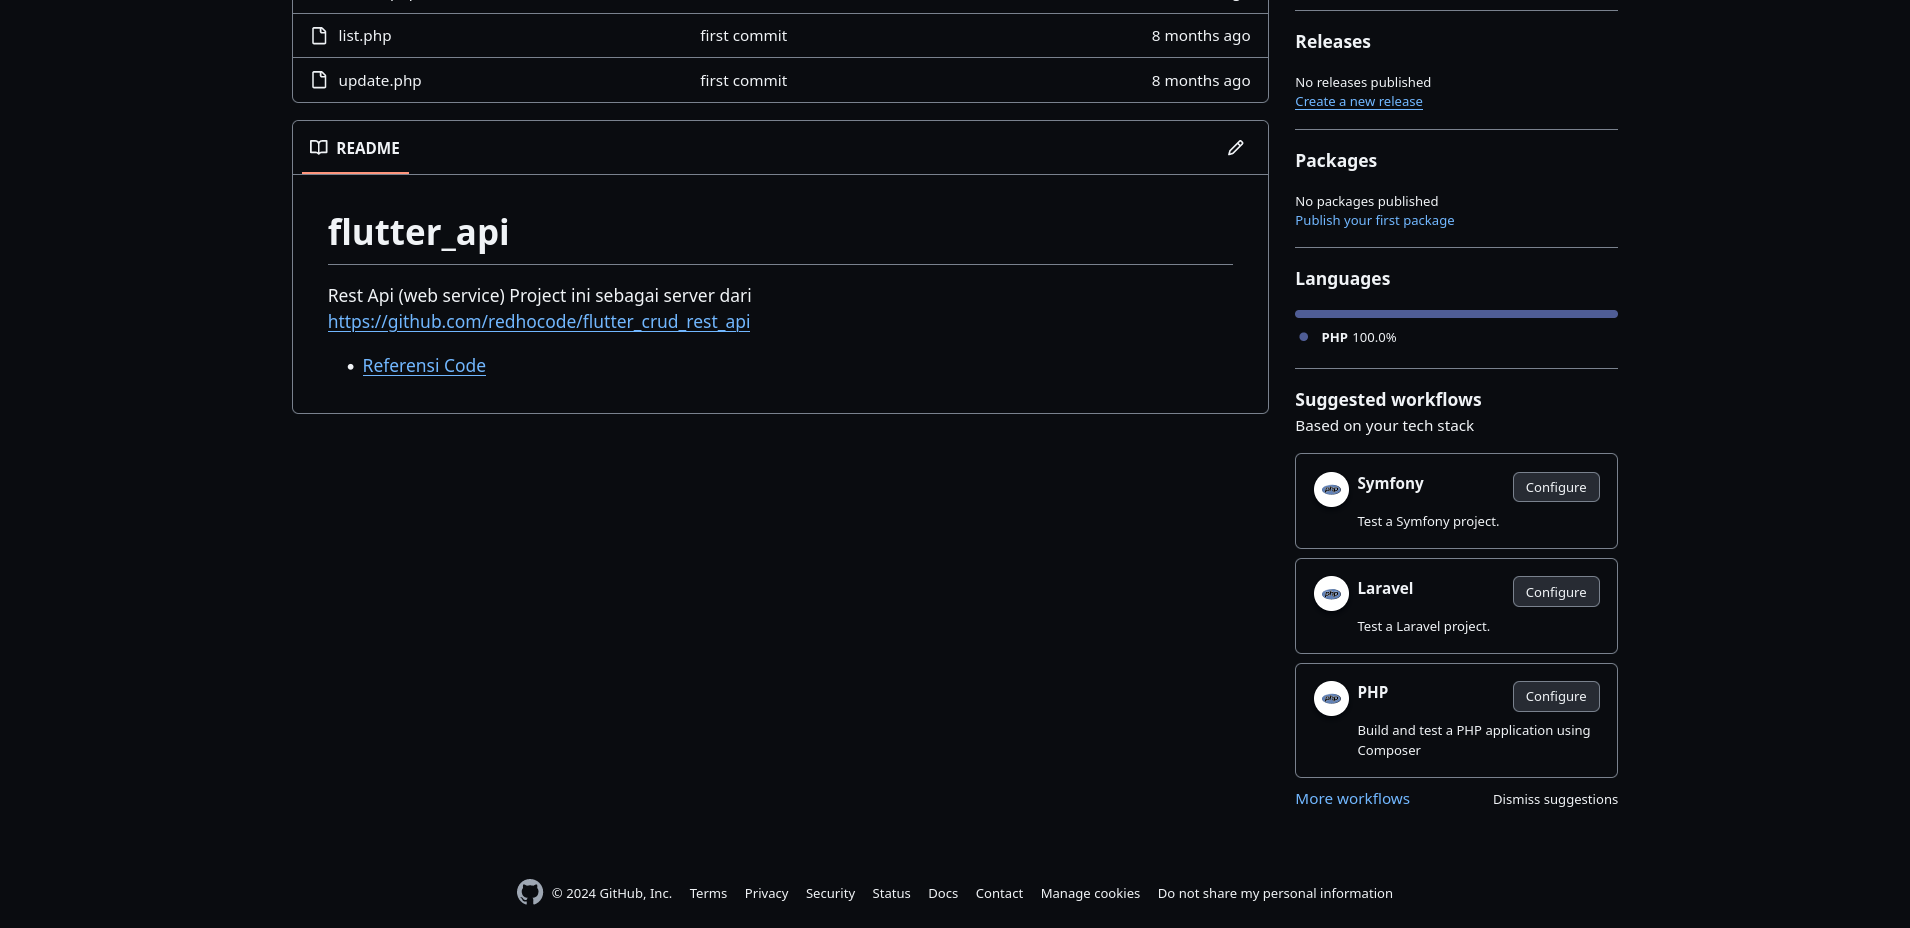 list.php first commit 8 months ago
update.php first commit 8 months ago
README
flutter_api
Rest Api (web service) Project ini sebagai server dari
https://github.com/redhocode/flutter_crud_rest_api
• Referensi Code
Releases
No releases published
Create a new release
Packages
No packages published
Publish your first package
Languages
PHP 100.0%
Suggested workflows
Based on your tech stack
php
Symfony
Configure
Test a Symfony project.
php
Laravel
Configure
Test a Laravel project.
php
PHP
Configure
Build and test a PHP application using
Composer
More workflows Dismiss suggestions
© 2024 GitHub, Inc. Terms Privacy Security Status Docs Contact Manage cookies Do not share my personal information